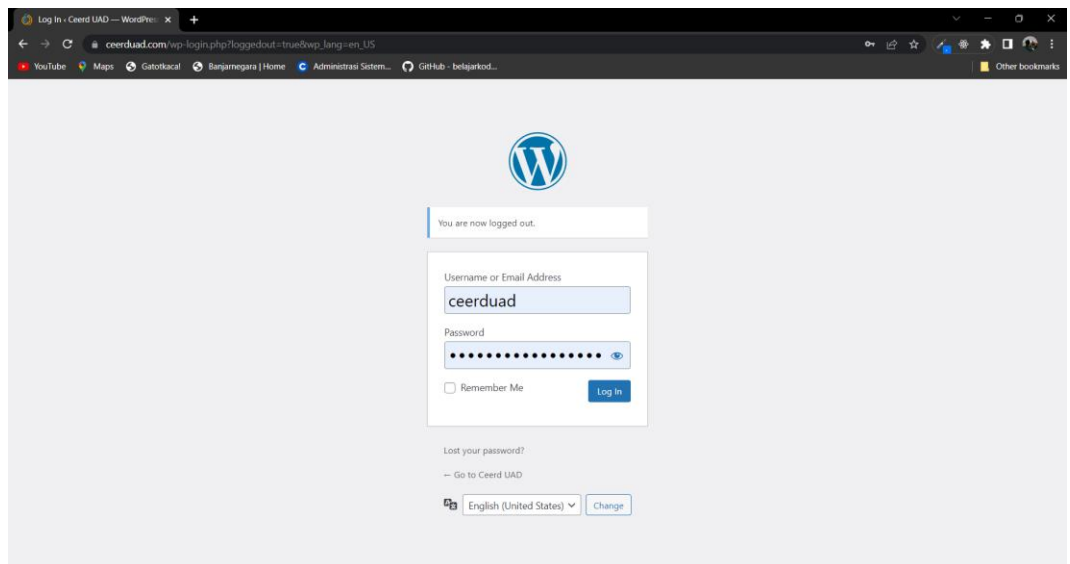 Log In ‹ Ceerd UAD — WordPres
ceerduad.com/wp-login.php?loggedout=true&wp_lang=en_US
YouTube Maps Gatotkacal Banjarnegara | Home Administrasi Sistem... GitHub - belajarkod... Other bookmarks
You are now logged out.
Username or Email Address
ceerduad
Password
•••••••••••••••••
Remember Me Log In
Lost your password?
← Go to Ceerd UAD
English (United States) Change